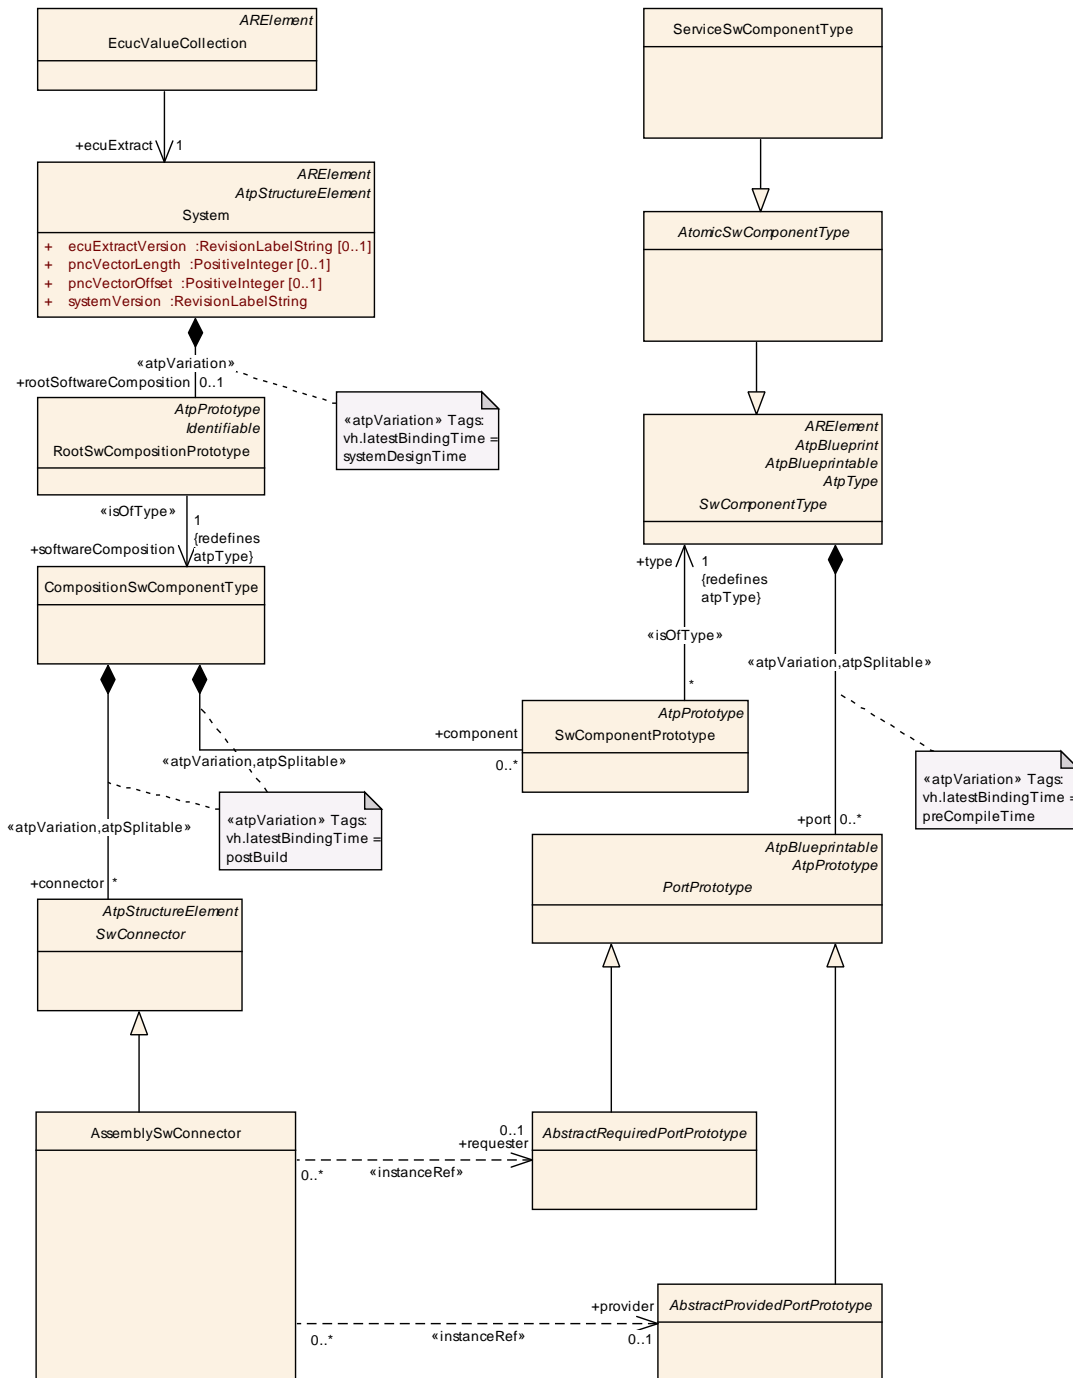 ARElement
EcucValueCollection
ServiceSwComponentType
+ecuExtract 1
ARElement
AtpStructureElement
System
+ ecuExtractVersion :RevisionLabelString [0..1]
+ pncVectorLength :PositiveInteger [0..1]
+ pncVectorOffset :PositiveInteger [0..1]
+ systemVersion :RevisionLabelString
AtomicSwComponentType
«atpVariation»
+rootSoftwareComposition 0..1
«atpVariation» Tags:
vh.latestBindingTime =
systemDesignTime
AtpPrototype
Identifiable
RootSwCompositionPrototype
ARElement
AtpBlueprint
AtpBlueprintable
AtpType
SwComponentType
«isOfType»
1
{redefines
atpType}
+softwareComposition
CompositionSwComponentType
+type 1
{redefines
atpType}
«isOfType»
*
«atpVariation,atpSplitable»
AtpPrototype
SwComponentPrototype
+component
0..*
«atpVariation,atpSplitable»
«atpVariation» Tags:
vh.latestBindingTime =
preCompileTime
«atpVariation» Tags:
vh.latestBindingTime =
postBuild
«atpVariation,atpSplitable»
+port 0..*
AtpBlueprintable
AtpPrototype
PortPrototype
+connector *
AtpStructureElement
SwConnector
AssemblySwConnector
0..1
+requester
0..*
«instanceRef»
AbstractRequiredPortPrototype
+provider
0..*
«instanceRef»
0..1
AbstractProvidedPortPrototype